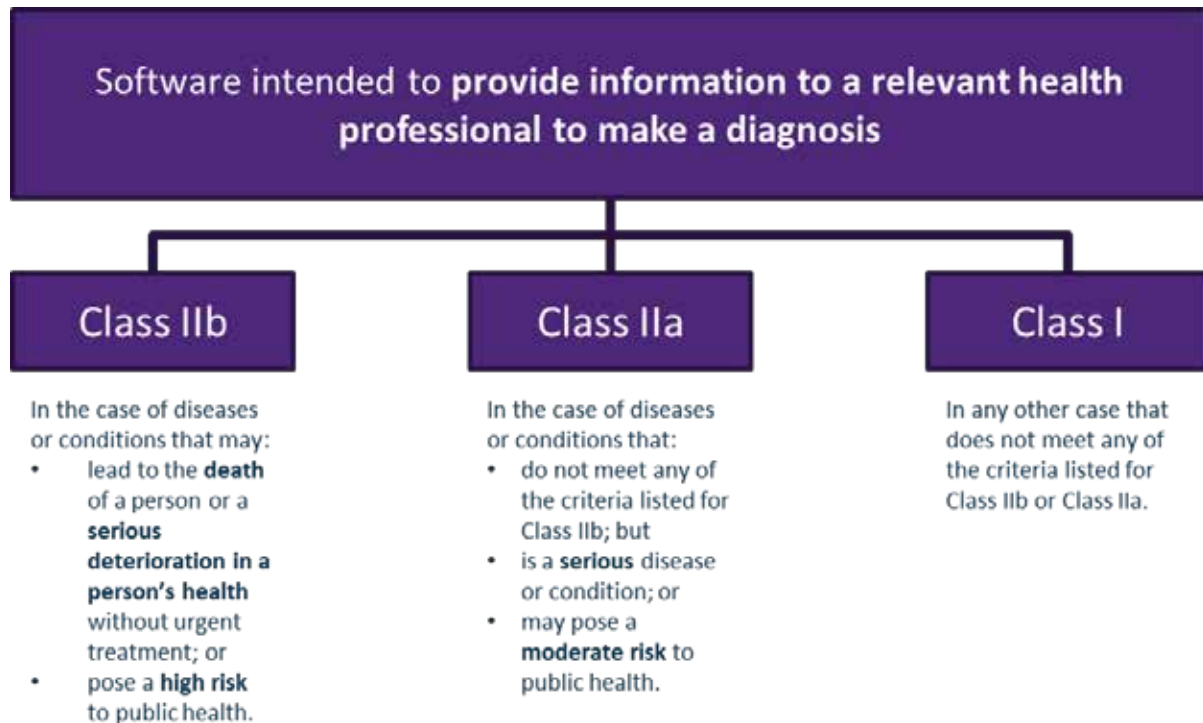 Software intended to provide information to a relevant health
professional to make a diagnosis
Class IIb
In the case of diseases
or conditions that may:
• lead to the death
of a person or a
serious
deterioration in a
person's health
without urgent
treatment; or
• pose a high risk
to public health.
Class IIa
In the case of diseases
or conditions that:
• do not meet any of
the criteria listed for
Class IIb; but
• is a serious disease
or condition; or
• may pose a
moderate risk to
public health.
Class I
In any other case that
does not meet any of
the criteria listed for
Class IIb or Class IIa.